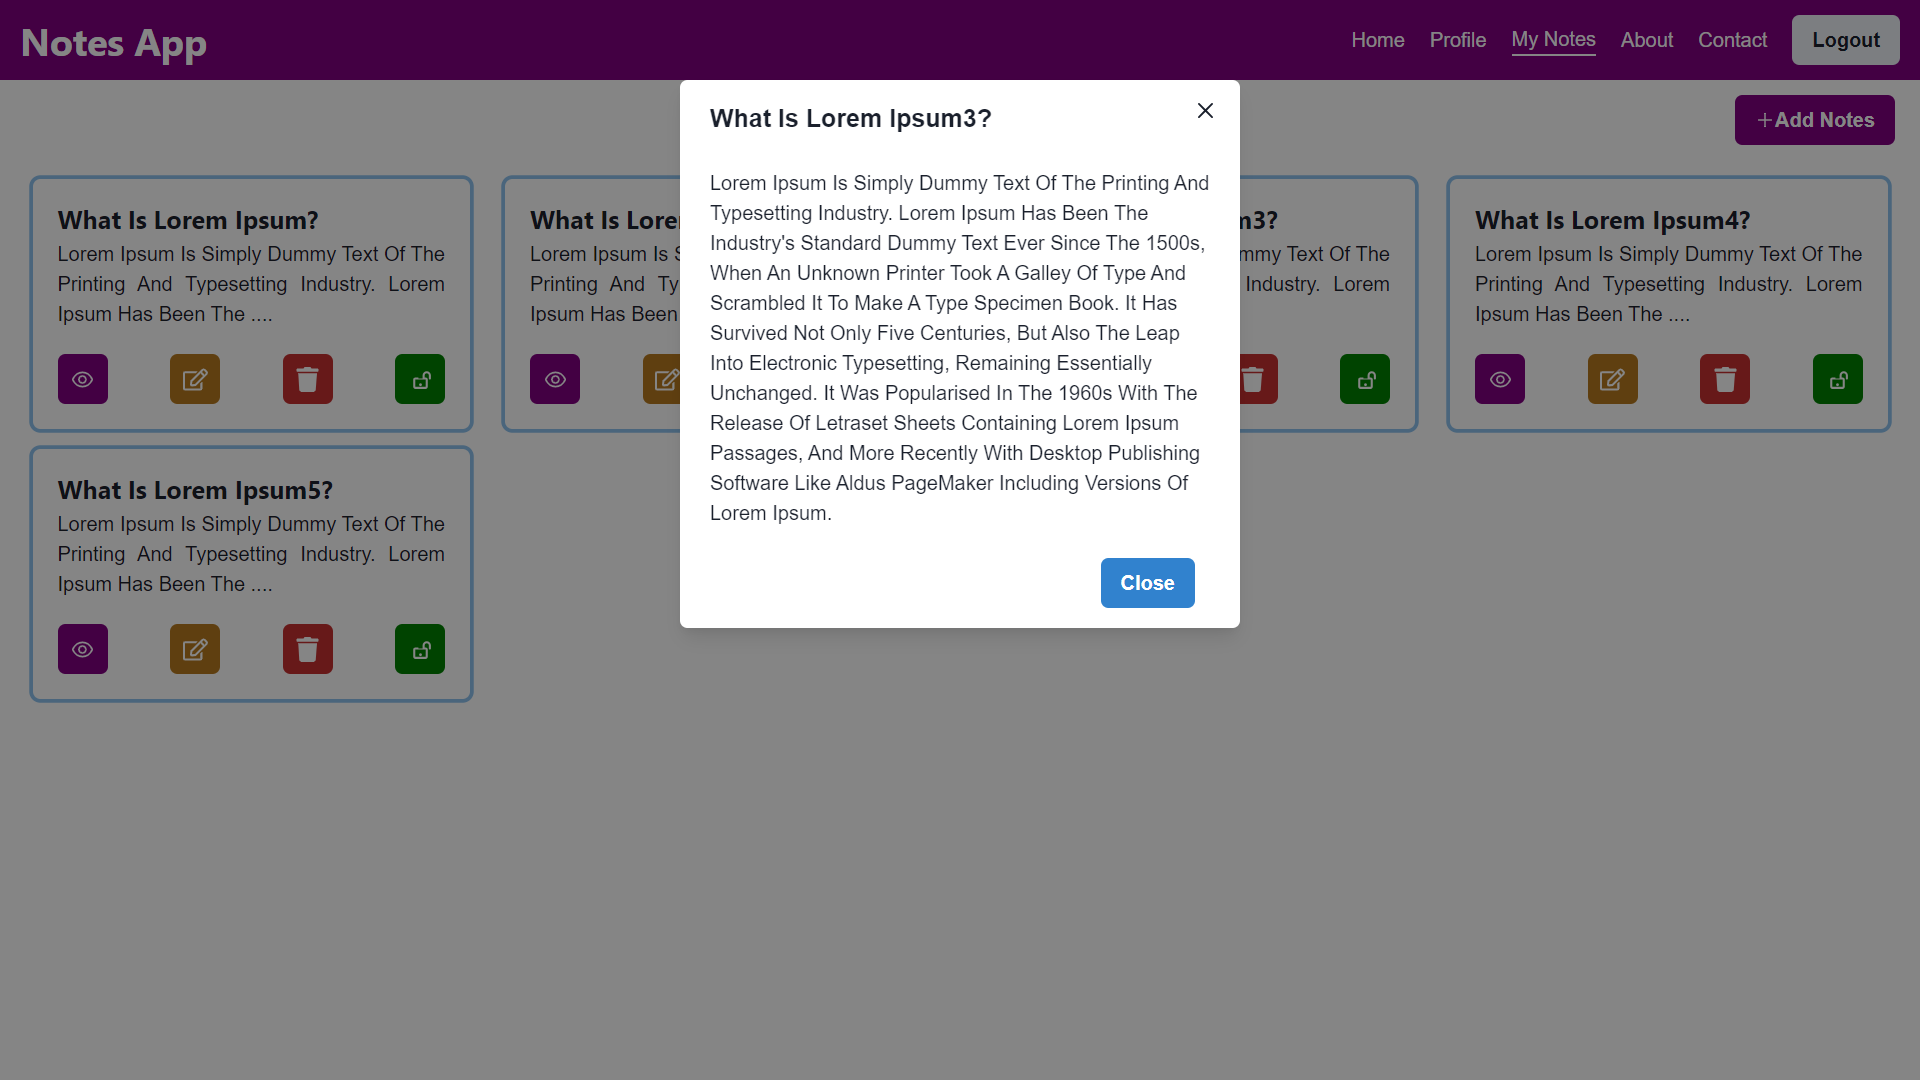 Notes App
Home Profile My Notes About Contact Logout
+Add Notes
What Is Lorem Ipsum?
Lorem Ipsum Is Simply Dummy Text Of The
Printing And Typesetting Industry. Lorem
Ipsum Has Been The ....
What Is
Lorem Ipsum Is
Printing And
Ipsum Has Been
What Is Lorem Ipsum3?
Lorem Ipsum Is Simply Dummy Text Of The Printing And
Typesetting Industry. Lorem Ipsum Has Been The
Industry's Standard Dummy Text Ever Since The 1500s,
When An Unknown Printer Took A Galley Of Type And
Scrambled It To Make A Type Specimen Book. It Has
Survived Not Only Five Centuries, But Also The Leap
Into Electronic Typesetting, Remaining Essentially
Unchanged. It Was Popularised In The 1960s With The
Release Of Letraset Sheets Containing Lorem Ipsum
Passages, And More Recently With Desktop Publishing
Software Like Aldus PageMaker Including Versions Of
Lorem Ipsum.
Close
Text Of The
Industry. Lorem
What Is Lorem Ipsum4?
Lorem Ipsum Is Simply Dummy Text Of The
Printing And Typesetting Industry. Lorem
Ipsum Has Been The ....
What Is Lorem Ipsum5?
Lorem Ipsum Is Simply Dummy Text Of The
Printing And Typesetting Industry. Lorem
Ipsum Has Been The ....